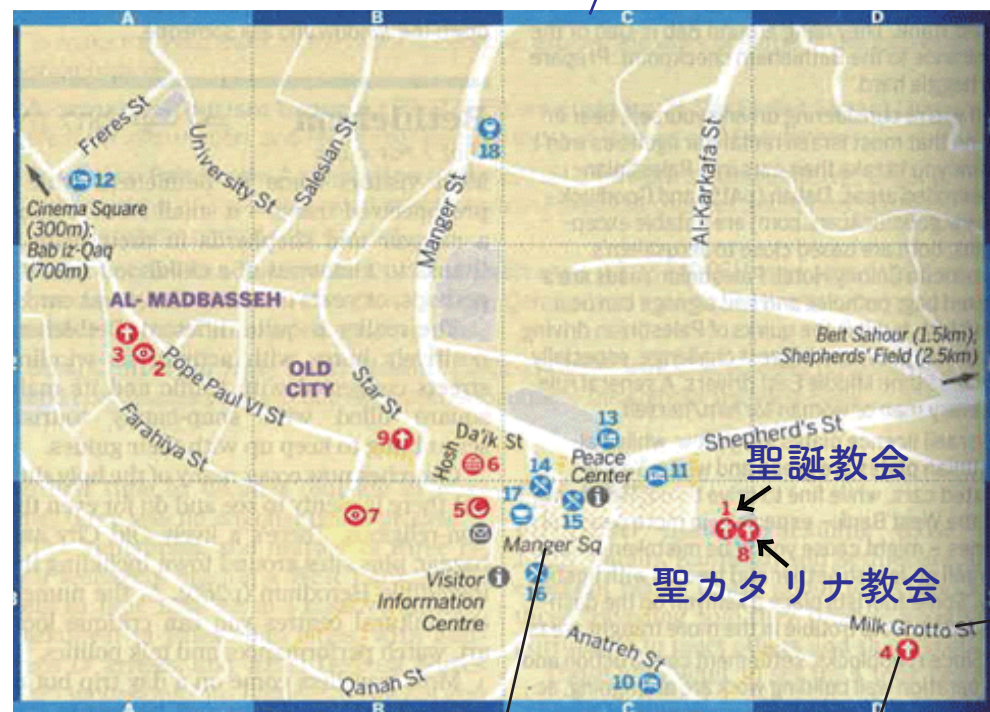 A
B
C
D
Freres St
University St
Salesian St
Manger St
Al-Karkafa St
18
12
Cinema Square
(300m);
Bab iz-Qaq
(700m)
AL- MADBASSEH
3
2
Pope Paul VI St
OLD
CITY
Star St
Farahiya St
Beit Sahour (1.5km);
Shepherds' Field (2.5km)
9
Hosh
Da'ik St
6
13
Peace
Center
Shepherd's St
11
14
聖誕教会
7
5
17
15
1
8
Manger Sq
聖カタリナ教会
Visitor
Information
Centre
16
Milk Grotto St
4
Anatreh St
10
Qanah St
A
B
C
D